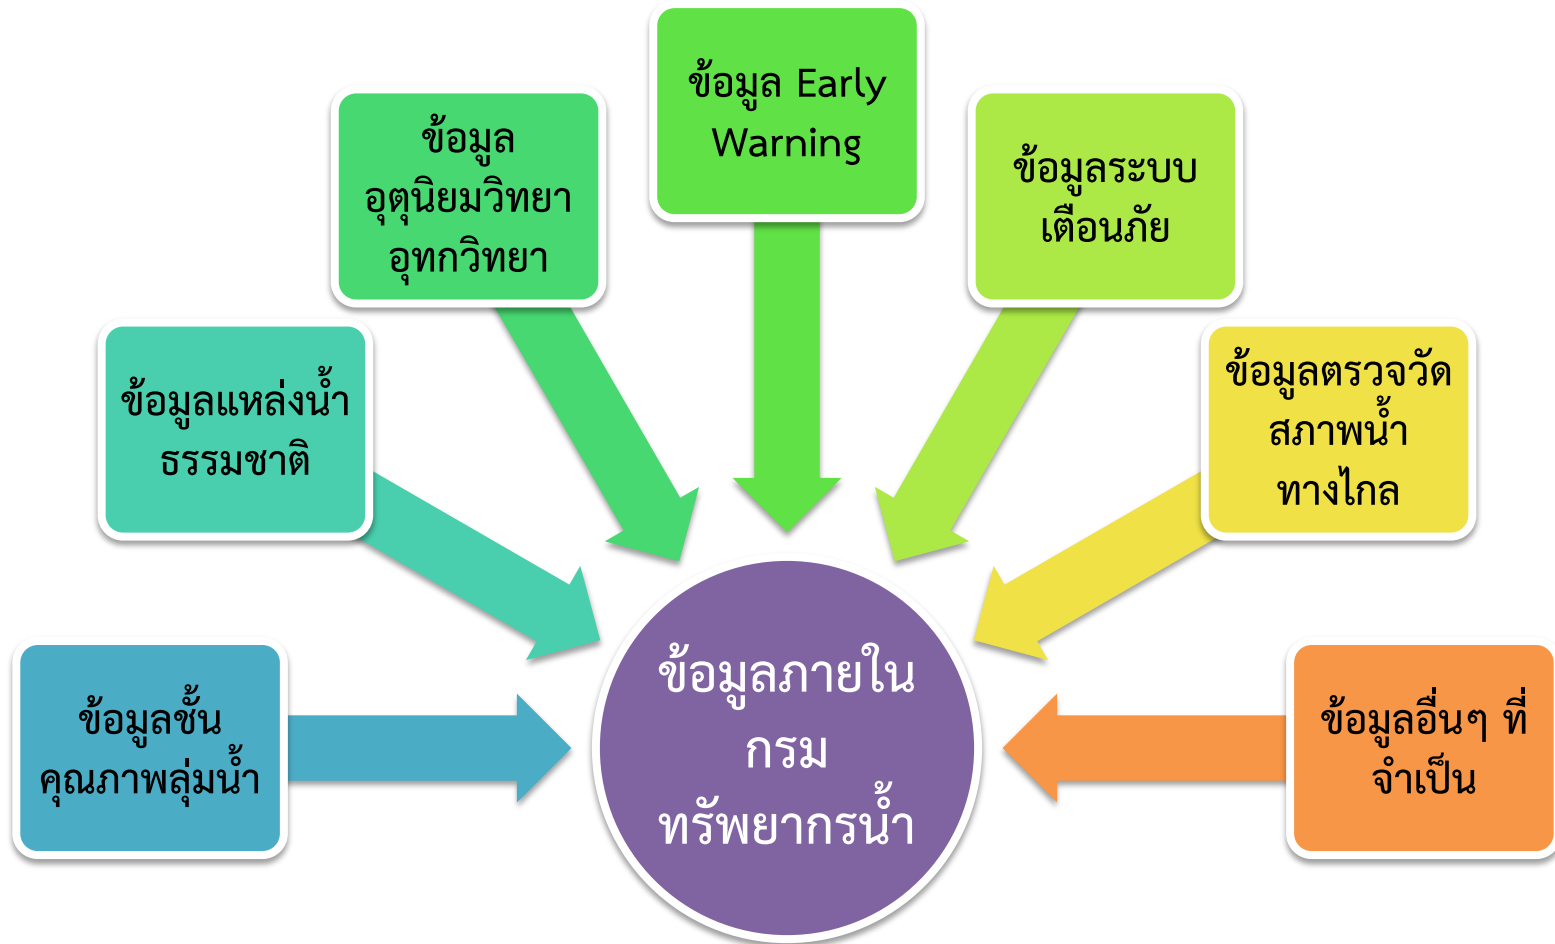 ข้อมูล Early
Warning
ข้อมูล
อุตุนิยมวิทยา
อุทกวิทยา
ข้อมูลระบบ
เตือนภัย
ข้อมูลแหล่งน้ำ
ธรรมชาติ
ข้อมูลตรวจวัด
สภาพน้ำ
ทางไกล
ข้อมูลชั้น
คุณภาพลุ่มน้ำ
ข้อมูลภายใน
กรม
ทรัพยากรน้ำ
ข้อมูลอื่นๆ ที่
จำเป็น